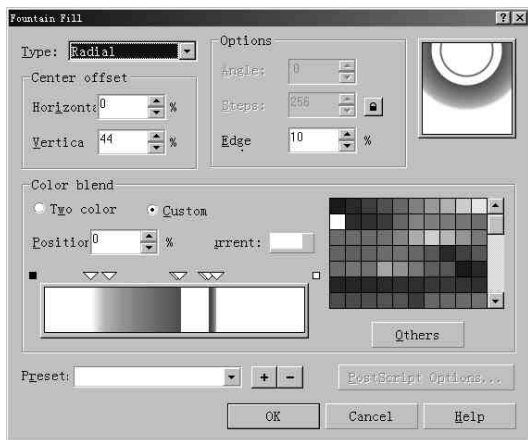 Fountain Fill
Type: Radial
Options
Angle: 0
Steps: 256
Edge 10 %
Center offset
Horizonta 0 %
Vertica 44 %
Color blend
Two color Custom
Position 0 % urrent:
Others
Preset: + -
PostScript Options...
OK Cancel Help